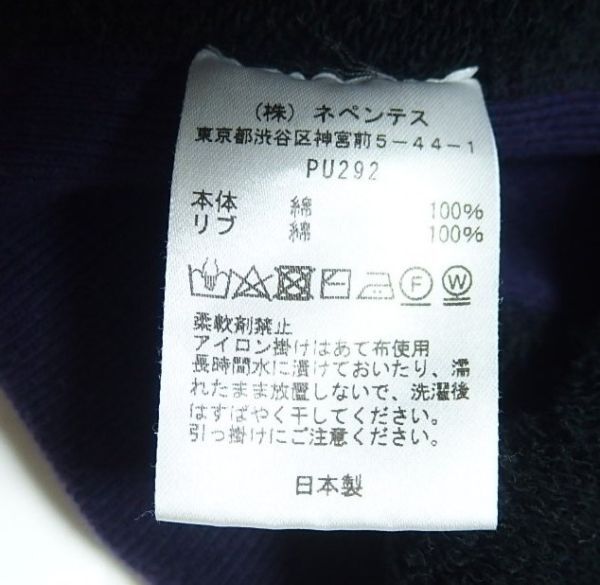 （株）ネペンテス
東京都渋谷区神宮前5-44-1
PU292
本体 綿 100%
リブ 綿 100%
F W
柔軟剤禁止
アイロン掛けはあて布使用
長時間水に漬けておいたり、濡
れたまま放置しないで、洗濯後
はすばやく干してください。
引っ掛けにご注意ください。
日本製